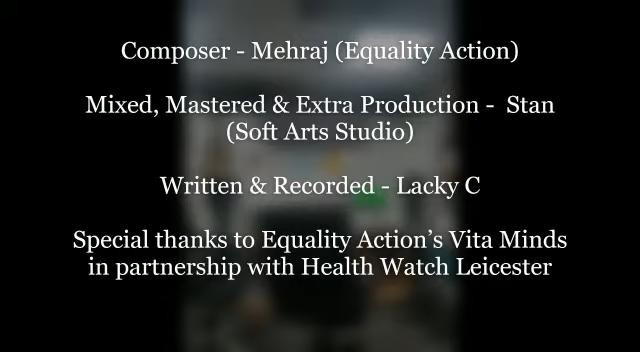 Composer - Mehraj (Equality Action)
Mixed, Mastered & Extra Production -  Stan
(Soft Arts Studio)
Written & Recorded - Lacky C
Special thanks to Equality Action’s Vita Minds
in partnership with Health Watch Leicester